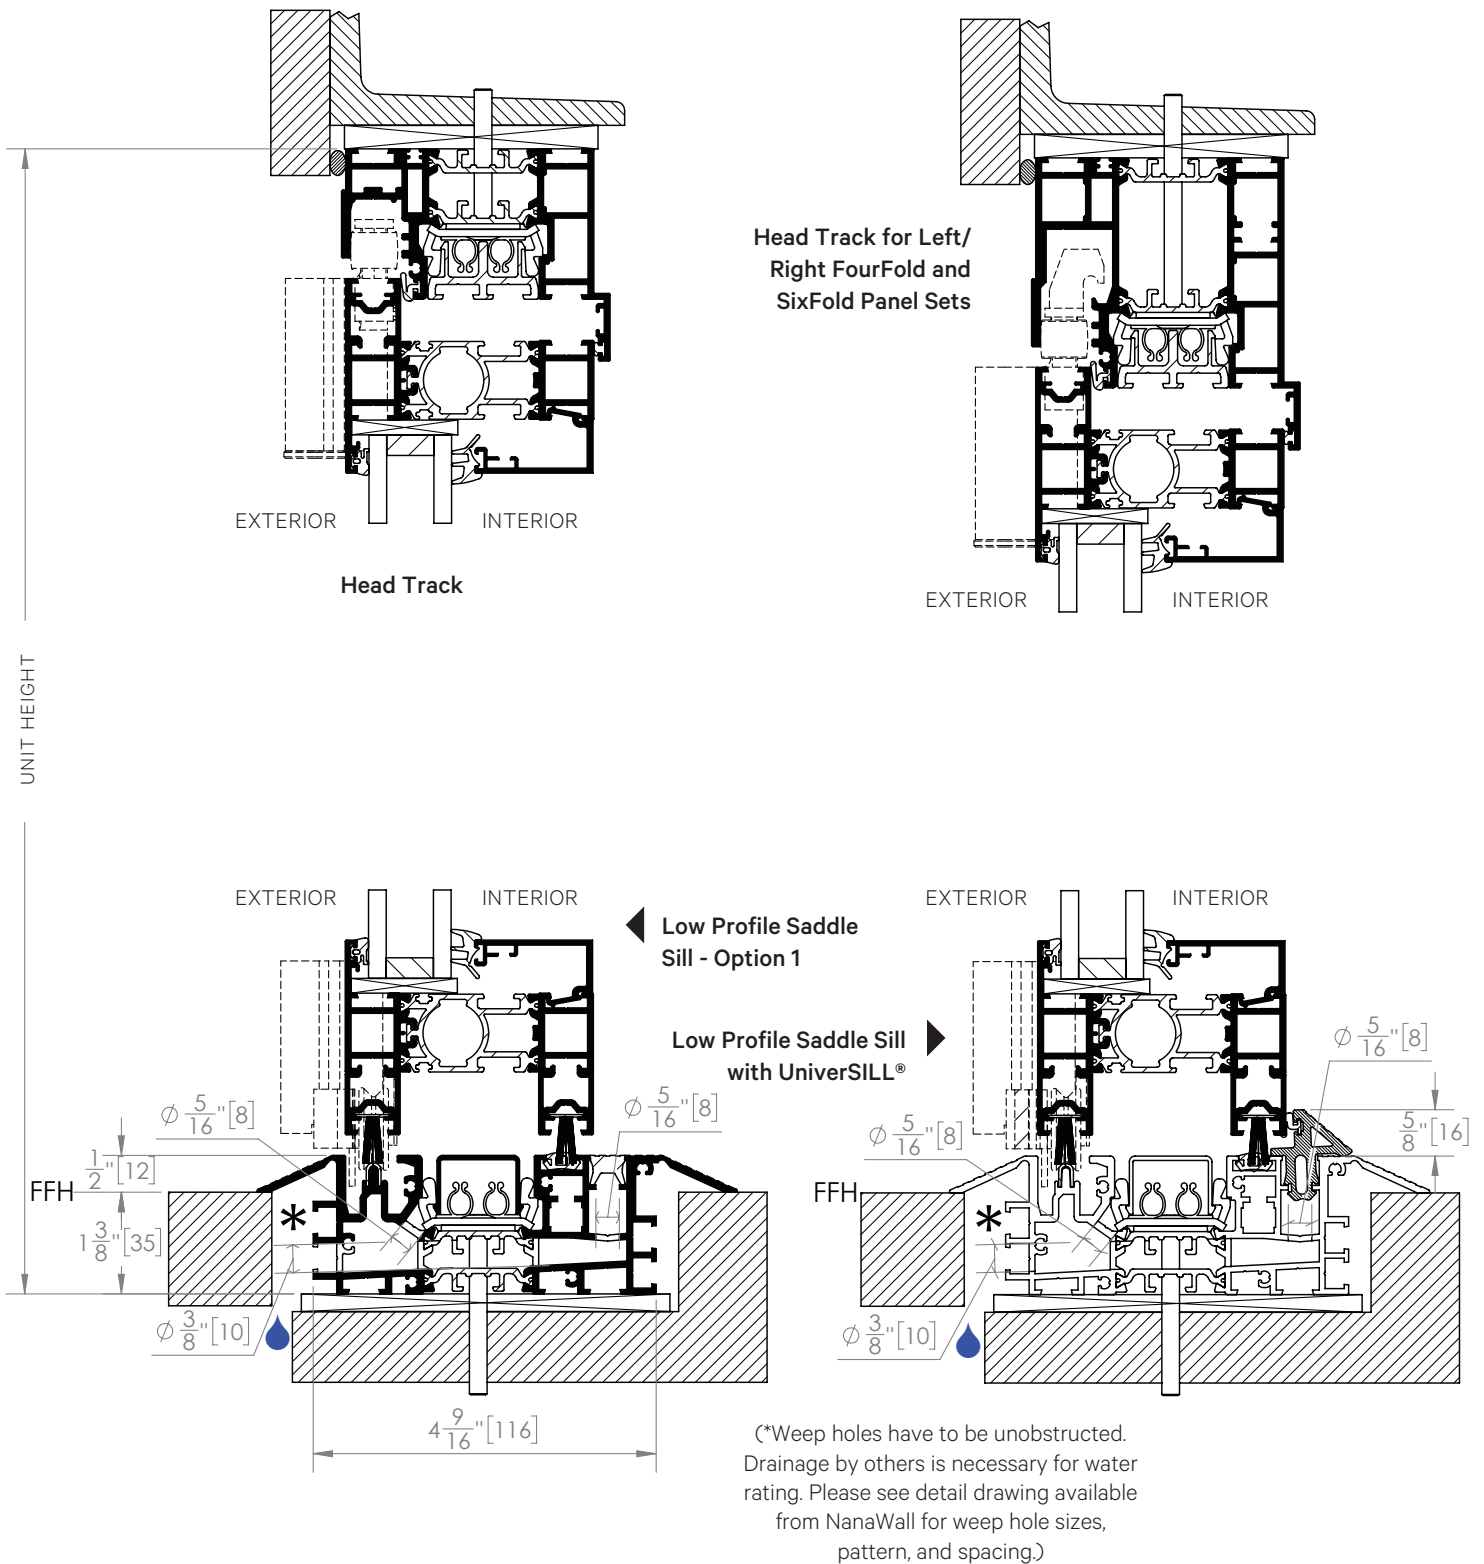 Head Track for Left/
Right FourFold and
SixFold Panel Sets
EXTERIOR
INTERIOR
Head Track
EXTERIOR
INTERIOR
UNIT HEIGHT
EXTERIOR
INTERIOR
Low Profile Saddle
Sill - Option 1
EXTERIOR
INTERIOR
Low Profile Saddle Sill
with UniverSILL®
∅ 5/16"[8]
∅ 5/16"[8]
1/2"[12]
FFH
1 3/8"[35]
*
∅ 3/8"[10]
4 9/16"[116]
∅ 5/16"[8]
5/8"[16]
∅ 5/16"[8]
FFH
*
∅ 3/8"[10]
(*Weep holes have to be unobstructed.
Drainage by others is necessary for water
rating. Please see detail drawing available
from NanaWall for weep hole sizes,
pattern, and spacing.)